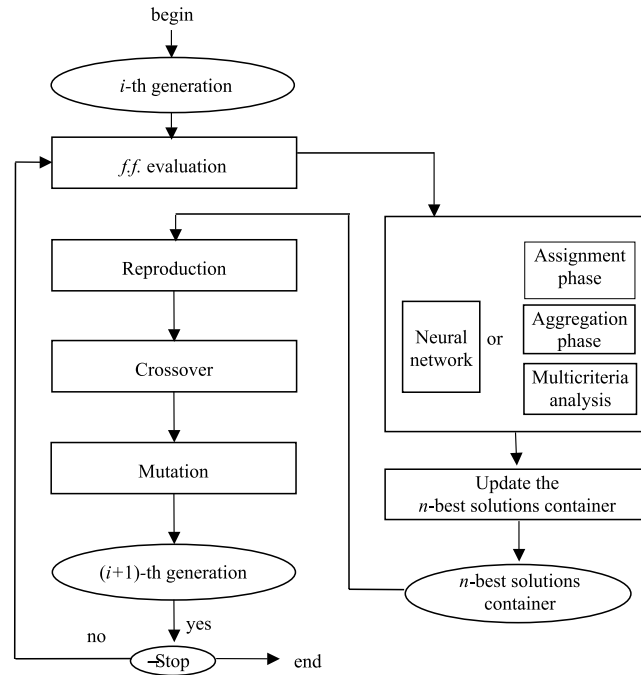 begin
i-th generation
f.f. evaluation
Reproduction
Crossover
Mutation
(i+1)-th generation
yes
no
Stop
end
Neural
network
or
Assignment
phase
Aggregation
phase
Multicriteria
analysis
Update the
n-best solutions container
n-best solutions
container